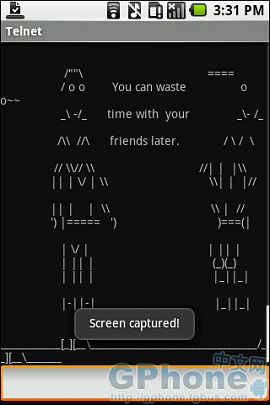 3:31 PM
Telnet
You can waste
time with your
friends later.
Screen captured!
中文网
GPhone
http://gphone.tgbus.com